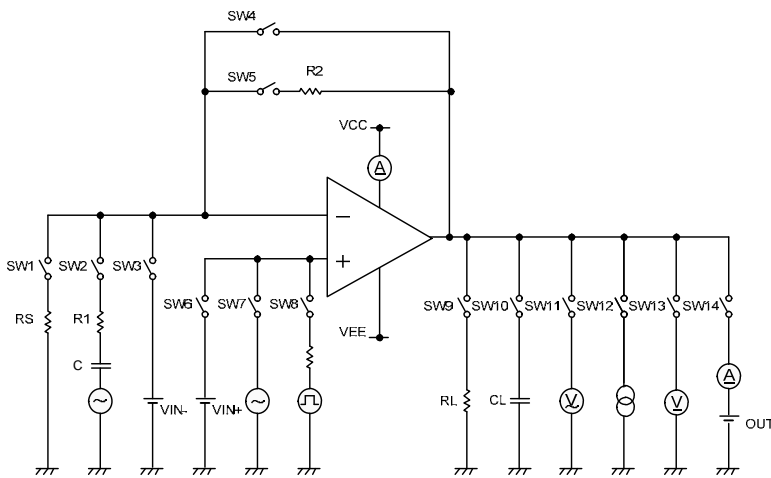 SW4
SW5
R2
VCC
A
−
+
SW1
SW2
SW3
SW6
SW7
SW8
SW9
SW10
SW11
SW12
SW13
SW14
RS
R1
VEE
C
A
RL
CL
V
V
VIN-
VIN+
OUT